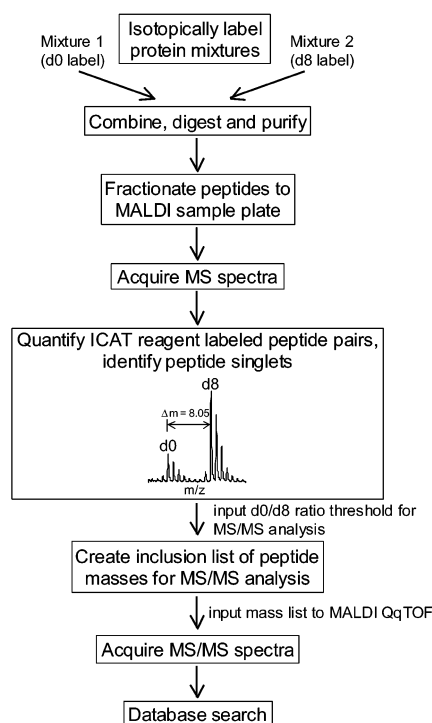 Isotopically label
protein mixtures
Mixture 1
(d0 label)
Mixture 2
(d8 label)
Combine, digest and purify
Fractionate peptides to
MALDI sample plate
Acquire MS spectra
Quantify ICAT reagent labeled peptide pairs,
identify peptide singlets
d8
Δm = 8.05
d0
m/z
input d0/d8 ratio threshold for
MS/MS analysis
Create inclusion list of peptide
masses for MS/MS analysis
input mass list to MALDI QqTOF
Acquire MS/MS spectra
Database search